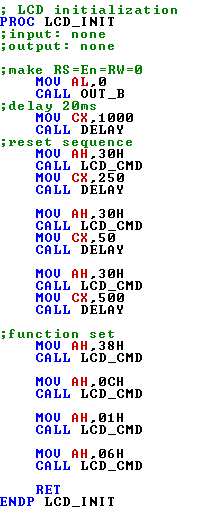 ; LCD initialization
PROC LCD_INIT
;input: none
;output: none
;make RS=En=RW=0
MOV AL,0
CALL OUT_B
;delay 20ms
MOV CX,1000
CALL DELAY
;reset sequence
MOV AH,30H
CALL LCD_CMD
MOV CX,250
CALL DELAY
MOV AH,30H
CALL LCD_CMD
MOV CX,50
CALL DELAY
MOV AH,30H
CALL LCD_CMD
MOV CX,500
CALL DELAY
;function set
MOV AH,38H
CALL LCD_CMD
MOV AH,0CH
CALL LCD_CMD
MOV AH,01H
CALL LCD_CMD
MOV AH,06H
CALL LCD_CMD
RET
ENDP LCD_INIT